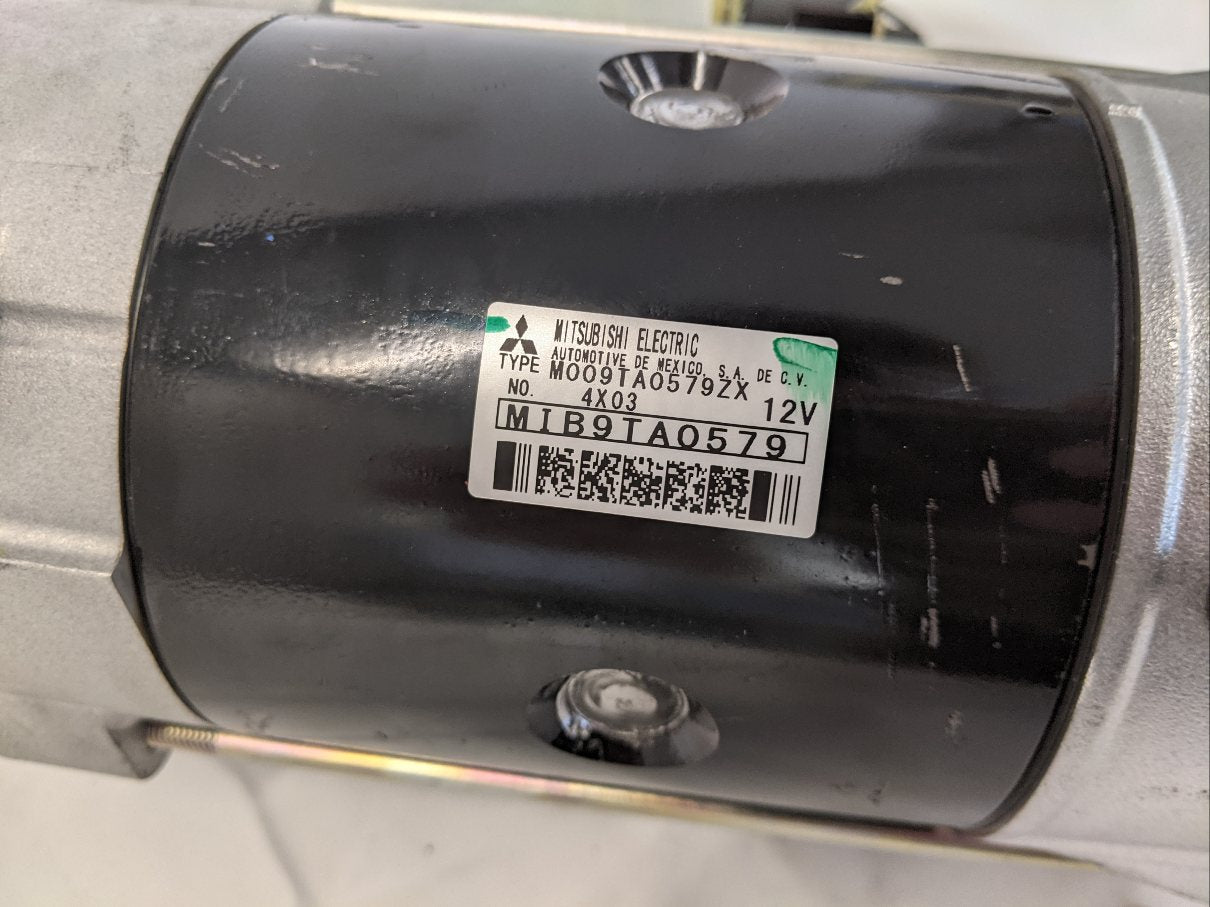 MITSUBISHI ELECTRIC
AUTOMOTIVE DE MEXICO, S.A. DE C.V.
TYPE M009TA0579ZX
NO. 4X03 12V
MIB9TA0579